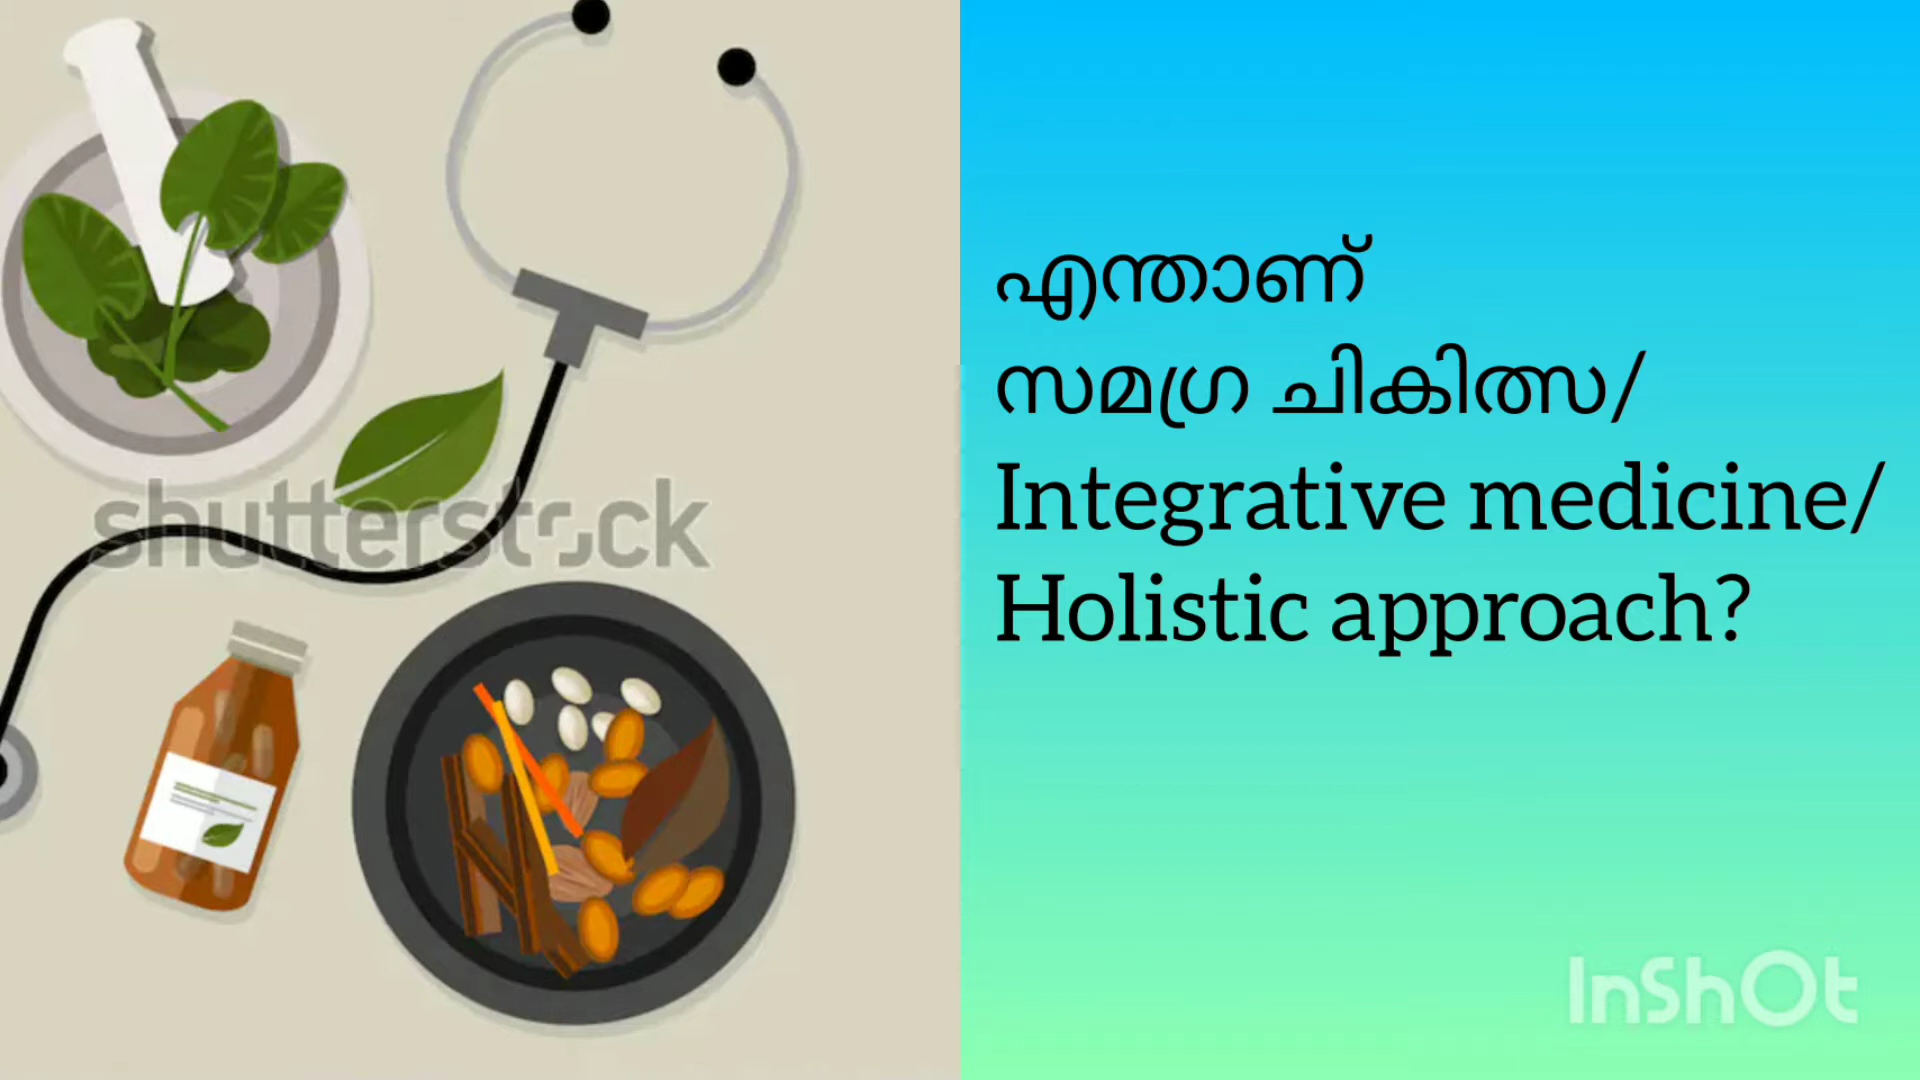 എന്താണ്
സമഗ്ര ചികിത്സ/
Integrative medicine/
Holistic approach?
shutterstock
InShOt